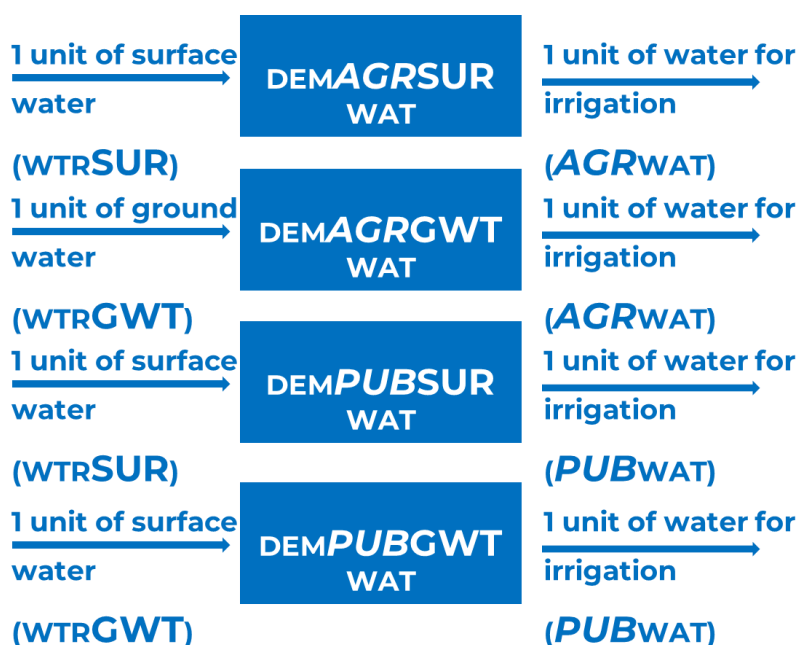 1 unit of surface
water
(WTRSUR)
DEMAGRSUR
WAT
1 unit of water for
irrigation
(AGRWAT)
1 unit of ground
water
(WTRGWT)
DEMAGRGWT
WAT
1 unit of water for
irrigation
(AGRWAT)
1 unit of surface
water
(WTRSUR)
DEMPUBSUR
WAT
1 unit of water for
irrigation
(PUBWAT)
1 unit of surface
water
(WTRGWT)
DEMPUBGWT
WAT
1 unit of water for
irrigation
(PUBWAT)